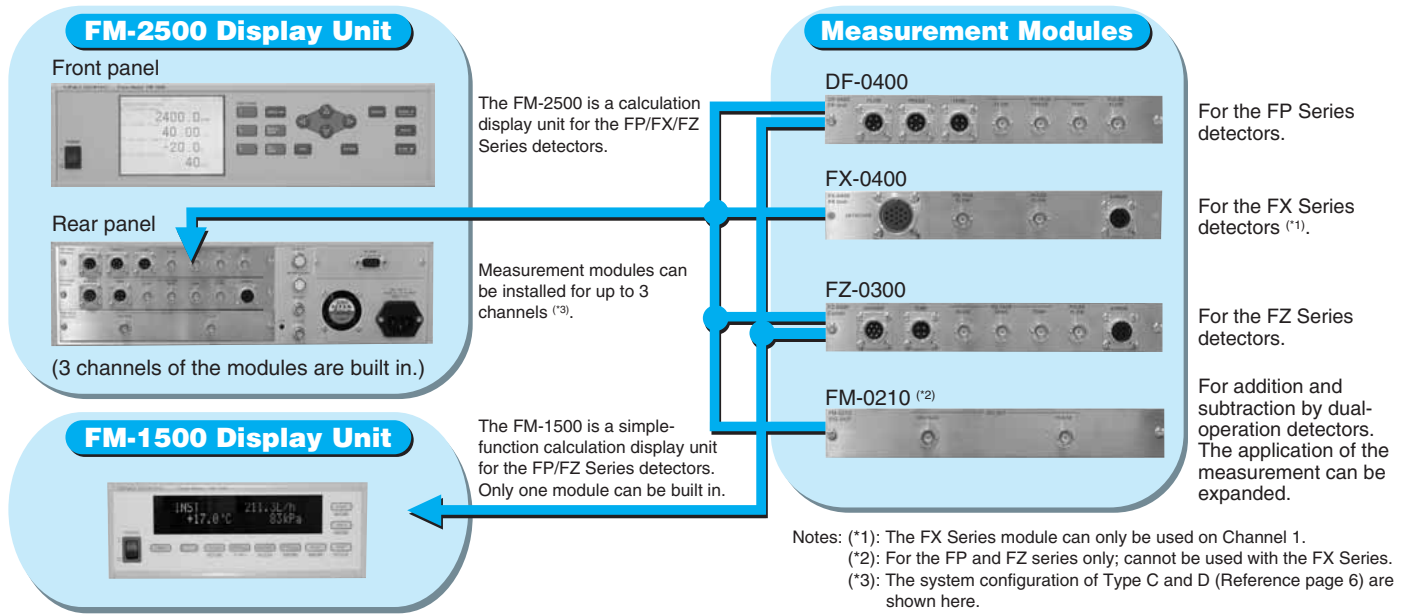 FM-2500 Display Unit
Front panel
2400.0
40.00
-20.0
40
The FM-2500 is a calculation
display unit for the FP/FX/FZ
Series detectors.
Rear panel
Measurement modules can
be installed for up to 3
channels (*3).
(3 channels of the modules are built in.)
FM-1500 Display Unit
INST 211.3L/h
+17.0°C 83kPa
The FM-1500 is a simple-
function calculation display unit
for the FP/FZ Series detectors.
Only one module can be built in.
Measurement Modules
DF-0400
For the FP Series
detectors.
FX-0400
For the FX Series
detectors (*1).
FZ-0300
For the FZ Series
detectors.
FM-0210 (*2)
For addition and
subtraction by dual-
operation detectors.
The application of the
measurement can be
expanded.
Notes: (*1): The FX Series module can only be used on Channel 1.
(*2): For the FP and FZ series only; cannot be used with the FX Series.
(*3): The system configuration of Type C and D (Reference page 6) are
shown here.